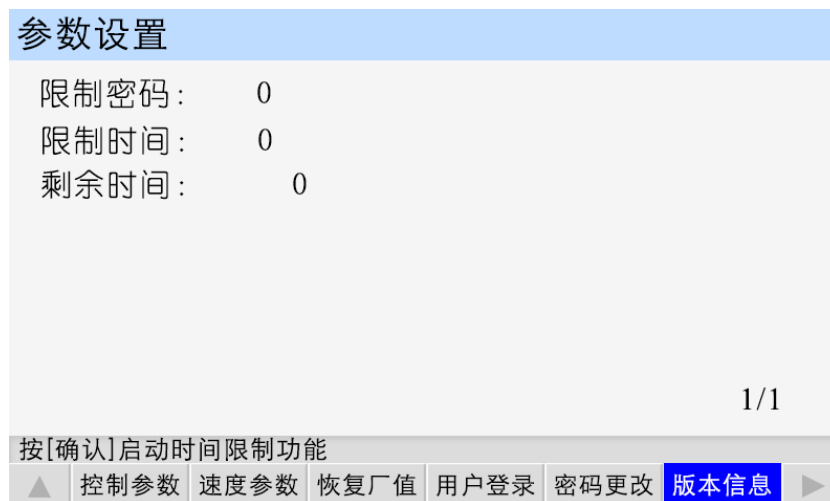 参数设置
限制密码: 0
限制时间: 0
剩余时间: 0
1/1
按[确认]启动时间限制功能
控制参数 速度参数 恢复厂值 用户登录 密码更改 版本信息